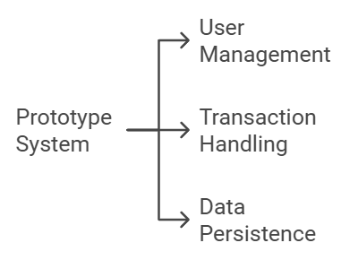 User
Management
Prototype
System
Transaction
Handling
Data
Persistence